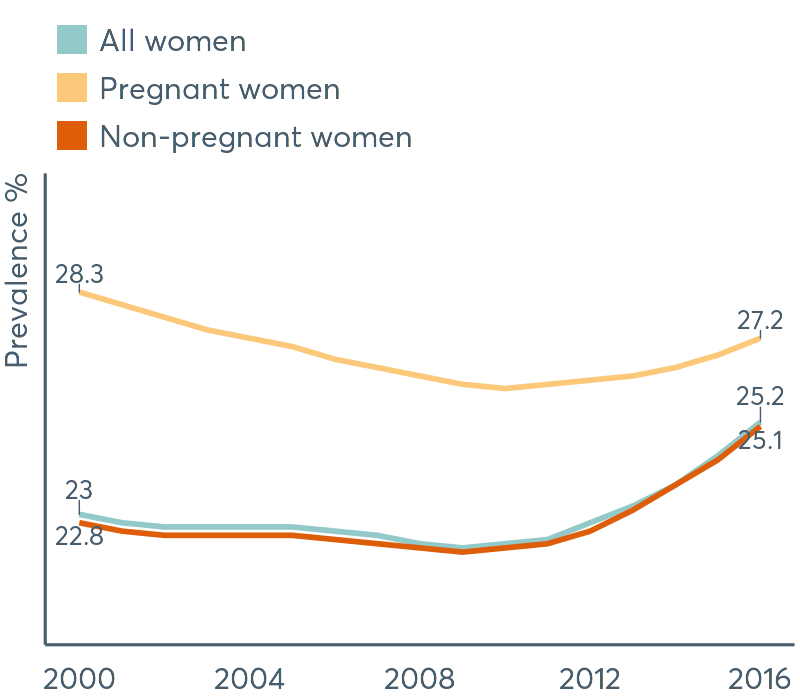 All women
Pregnant women
Non-pregnant women
Prevalence %
28.3
27.2
25.2
25.1
23
22.8
2000 2004 2008 2012 2016